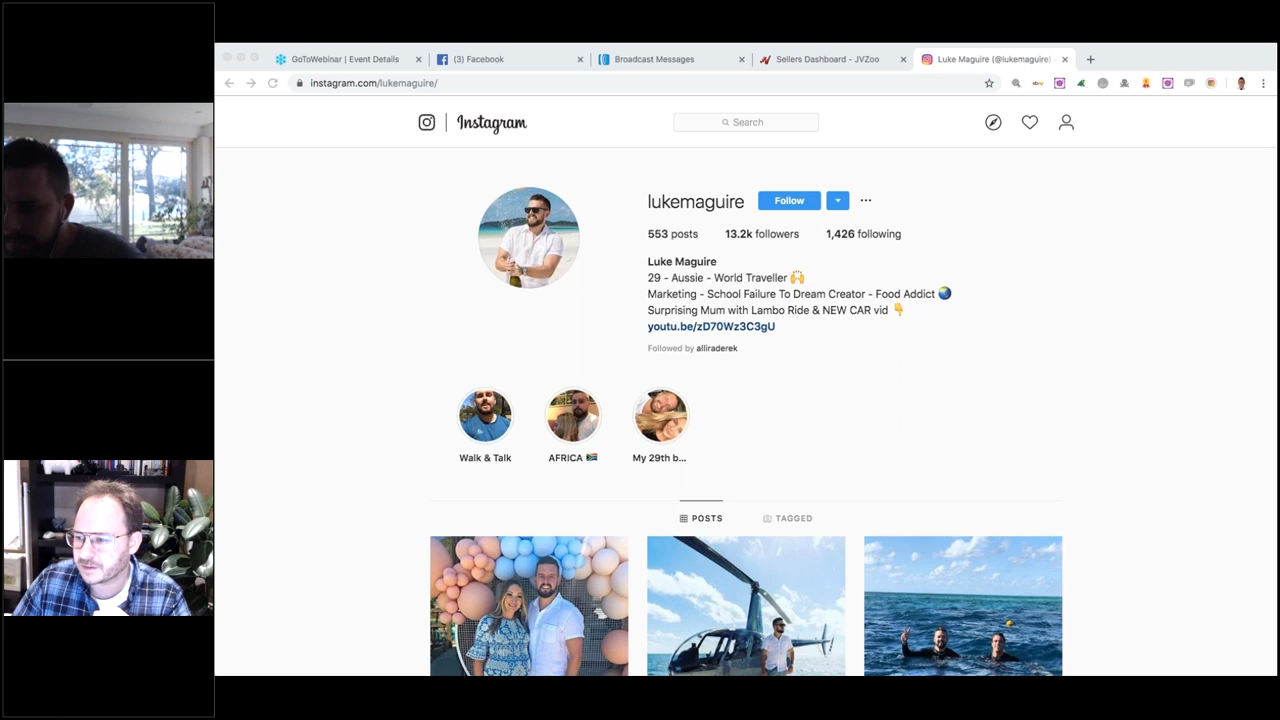 GoToWebinar | Event Details
(3) Facebook
Broadcast Messages
Sellers Dashboard - JVZoo
Luke Maguire (@lukemaguire)
instagram.com/lukemaguire/
Instagram
Search
lukemaguire Follow
553 posts 13.2k followers 1,426 following
Luke Maguire
29 - Aussie - World Traveller 🙌
Marketing - School Failure To Dream Creator - Food Addict 🌏
Surprising Mum with Lambo Ride & NEW CAR vid 👇
youtu.be/zD70Wz3C3gU
Followed by alliraderek
Walk & Talk AFRICA 🇿🇦 My 29th b...
POSTS TAGGED